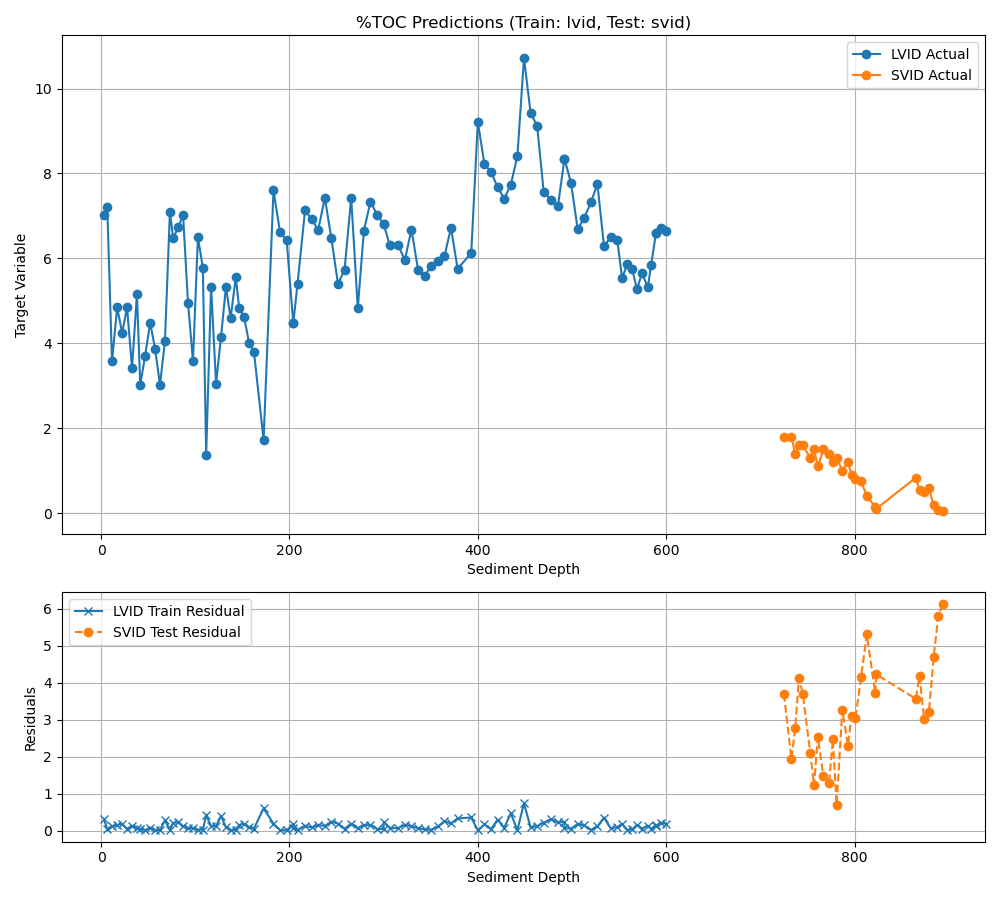 %TOC Predictions (Train: lvid, Test: svid)
LVID Actual
SVID Actual
Target Variable
10
8
6
4
2
0
0 200 400 600 800
Sediment Depth
LVID Train Residual
SVID Test Residual
Residuals
6
5
4
3
2
1
0
0 200 400 600 800
Sediment Depth